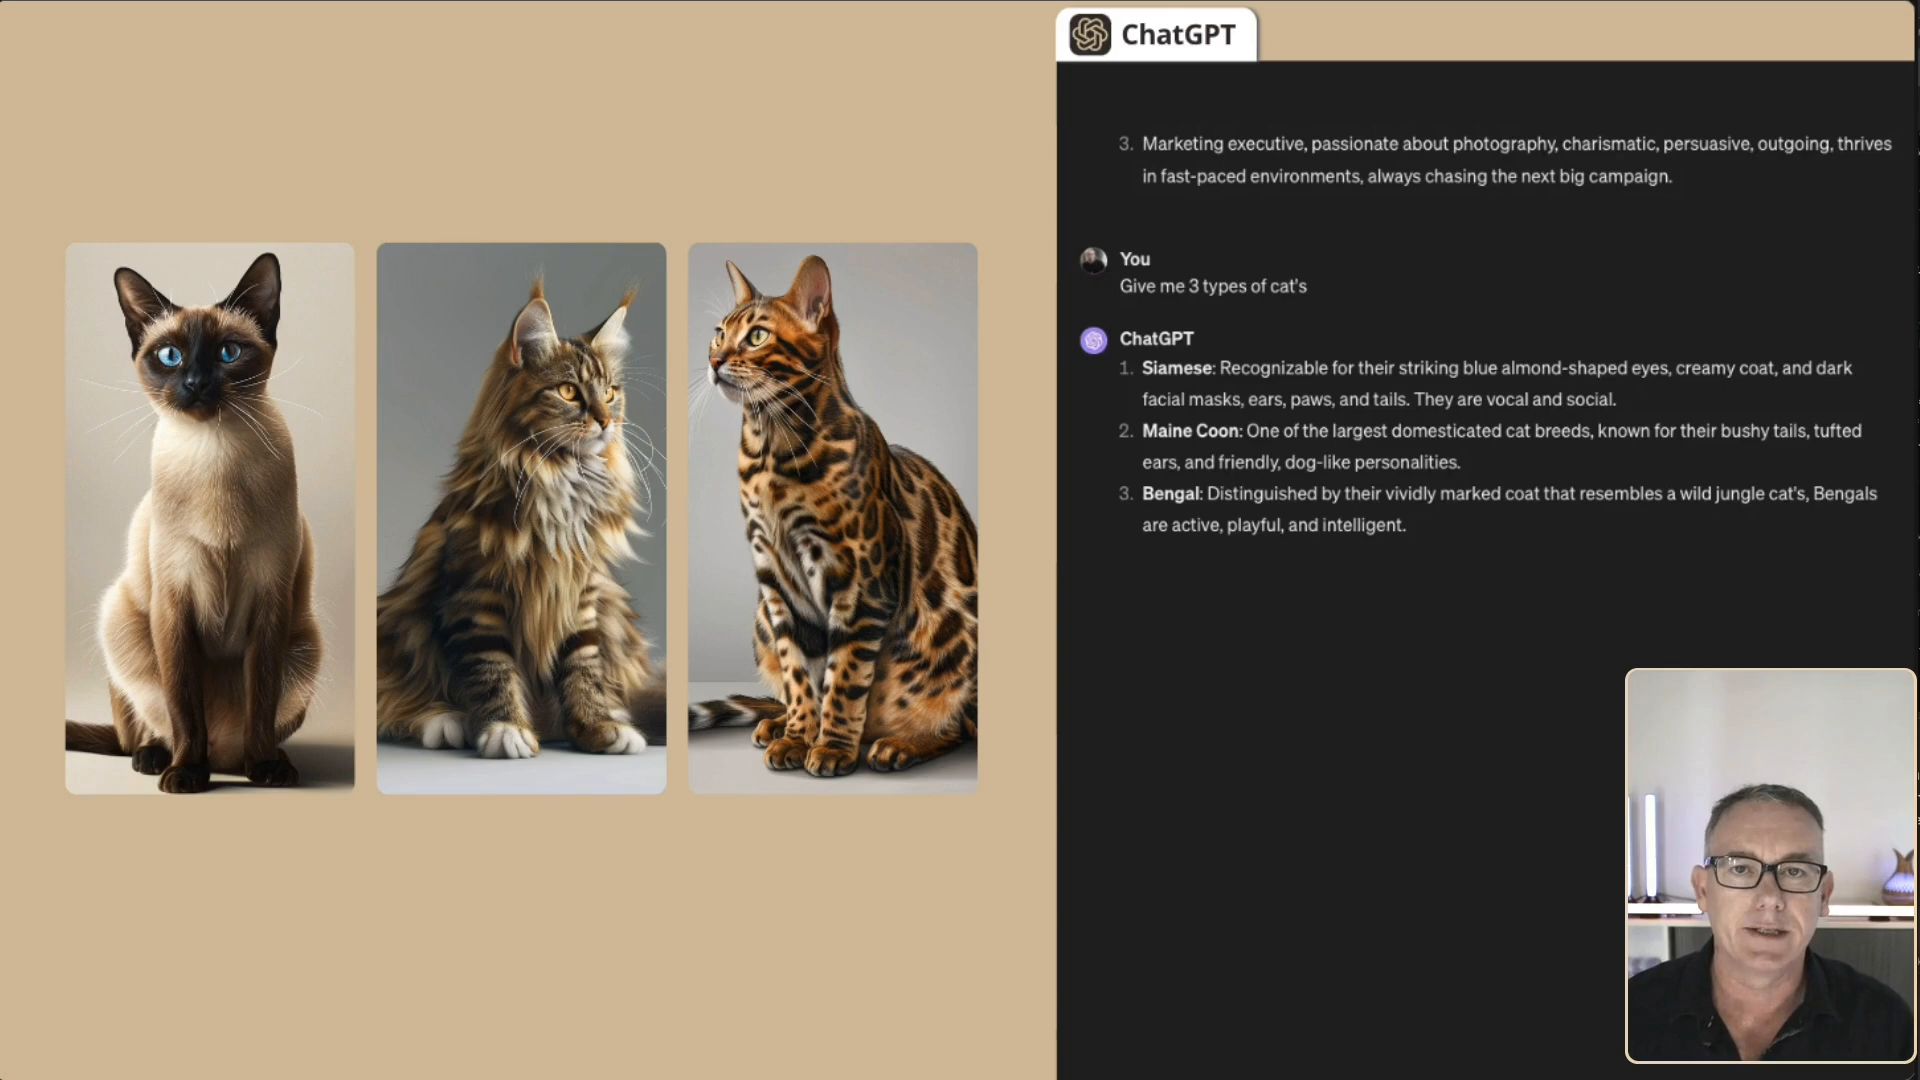 ChatGPT
3. Marketing executive, passionate about photography, charismatic, persuasive, outgoing, thrives
in fast-paced environments, always chasing the next big campaign.
You
Give me 3 types of cat's
ChatGPT
1. Siamese: Recognizable for their striking blue almond-shaped eyes, creamy coat, and dark
facial masks, ears, paws, and tails. They are vocal and social.
2. Maine Coon: One of the largest domesticated cat breeds, known for their bushy tails, tufted
ears, and friendly, dog-like personalities.
3. Bengal: Distinguished by their vividly marked coat that resembles a wild jungle cat's, Bengals
are active, playful, and intelligent.